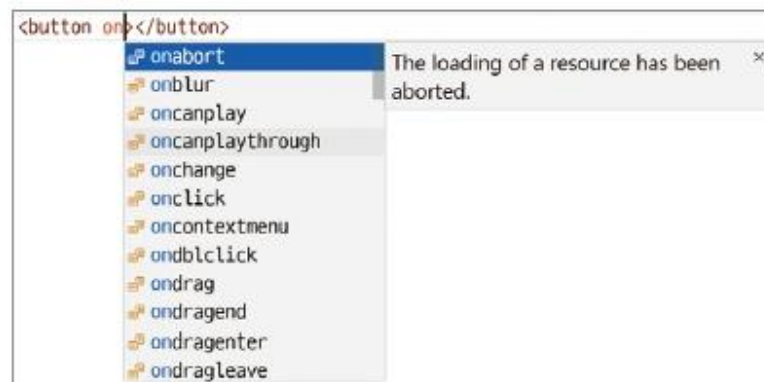 <button on></button>
onabort
The loading of a resource has been
aborted.
×
onblur
oncanplay
oncanplaythrough
onchange
onclick
oncontextmenu
ondblclick
ondrag
ondragend
ondragenter
ondragleave